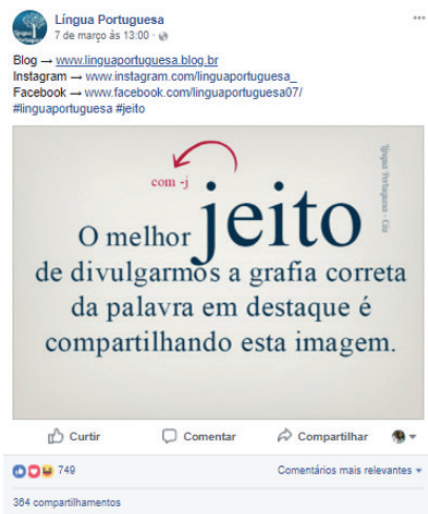 Língua Portuguesa
7 de março às 13:00 ·
Blog → www.linguaportuguesa.blog.br
Instagram → www.instagram.com/linguaportuguesa_
Facebook → www.facebook.com/linguaportuguesa07/
#linguaportuguesa #jeito
com -j
O melhor jeito
de divulgarmos a grafia correta
da palavra em destaque é
compartilhando esta imagem.
Curtir Comentar Compartilhar
749 Comentários mais relevantes
364 compartilhamentos